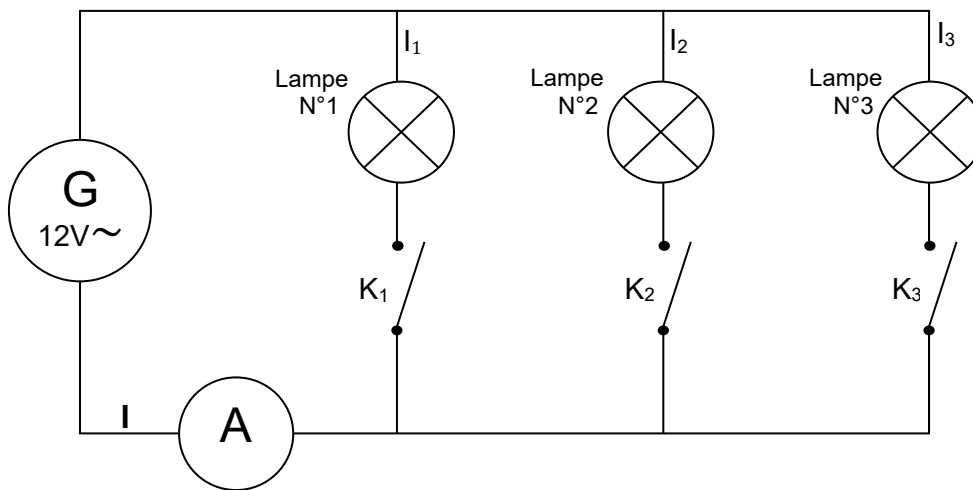 I₁
I₂
I₃
Lampe
N°1
Lampe
N°2
Lampe
N°3
G
12V～
K₁
K₂
K₃
I
A